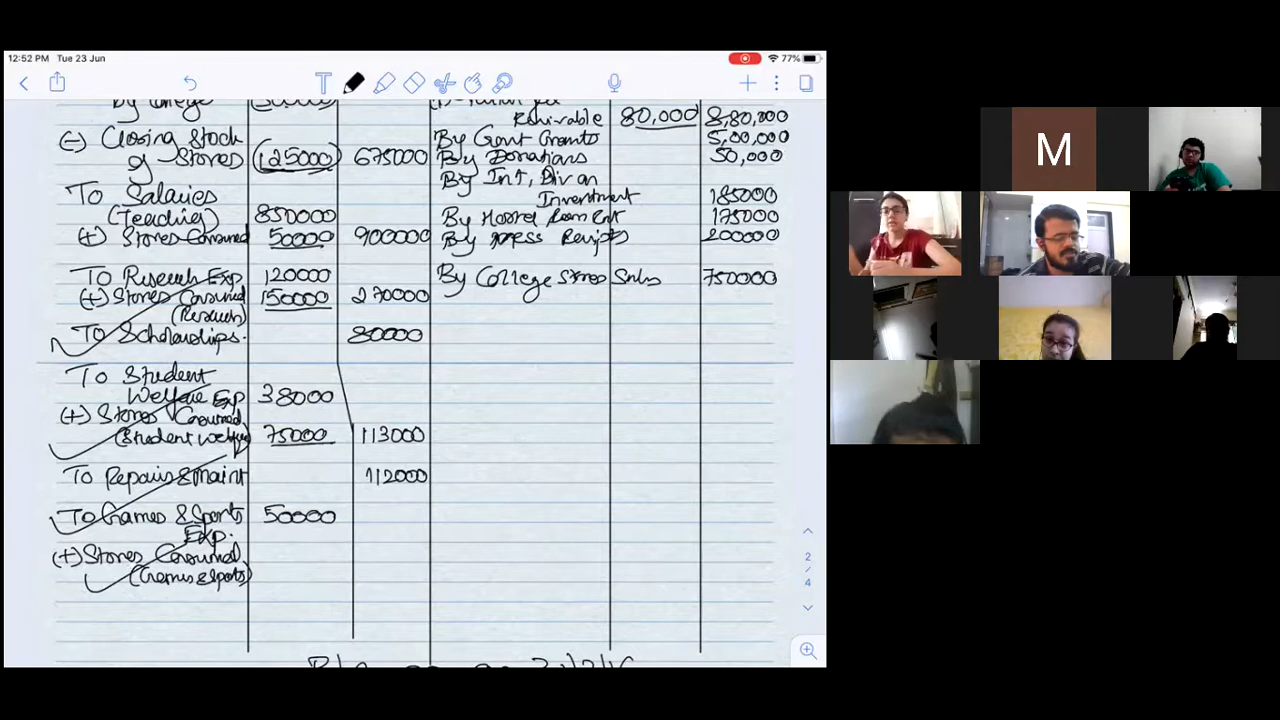 12:52 PM Tue 23 Jun
77%
T
By College
Receivable 80,000 8,80,000
(-) Closing Stock By Govt Grants 5,00,000
of Stores (125000) 675000 By Donations 50,000
By Int, Div on
To Salaries Investment 185000
(Teaching) 850000 By Hostel Room Rent 175000
(+) Stores Consumed 50000 900000 By Mess Receipts 200000
To Research Exp 120000 By College Stores Sales 750000
(+) Stores Consumed 150000 270000
(Research)
To Scholarships. 80000
To Student
Welfare Exp 38000
(+) Stores Consumed
(Student Welfare) 75000 113000
To Repairs & Maint 112000
To Games & Sports 50000
Exp.
(+) Stores Consumed
(Games & Sports)
2
/
4
M